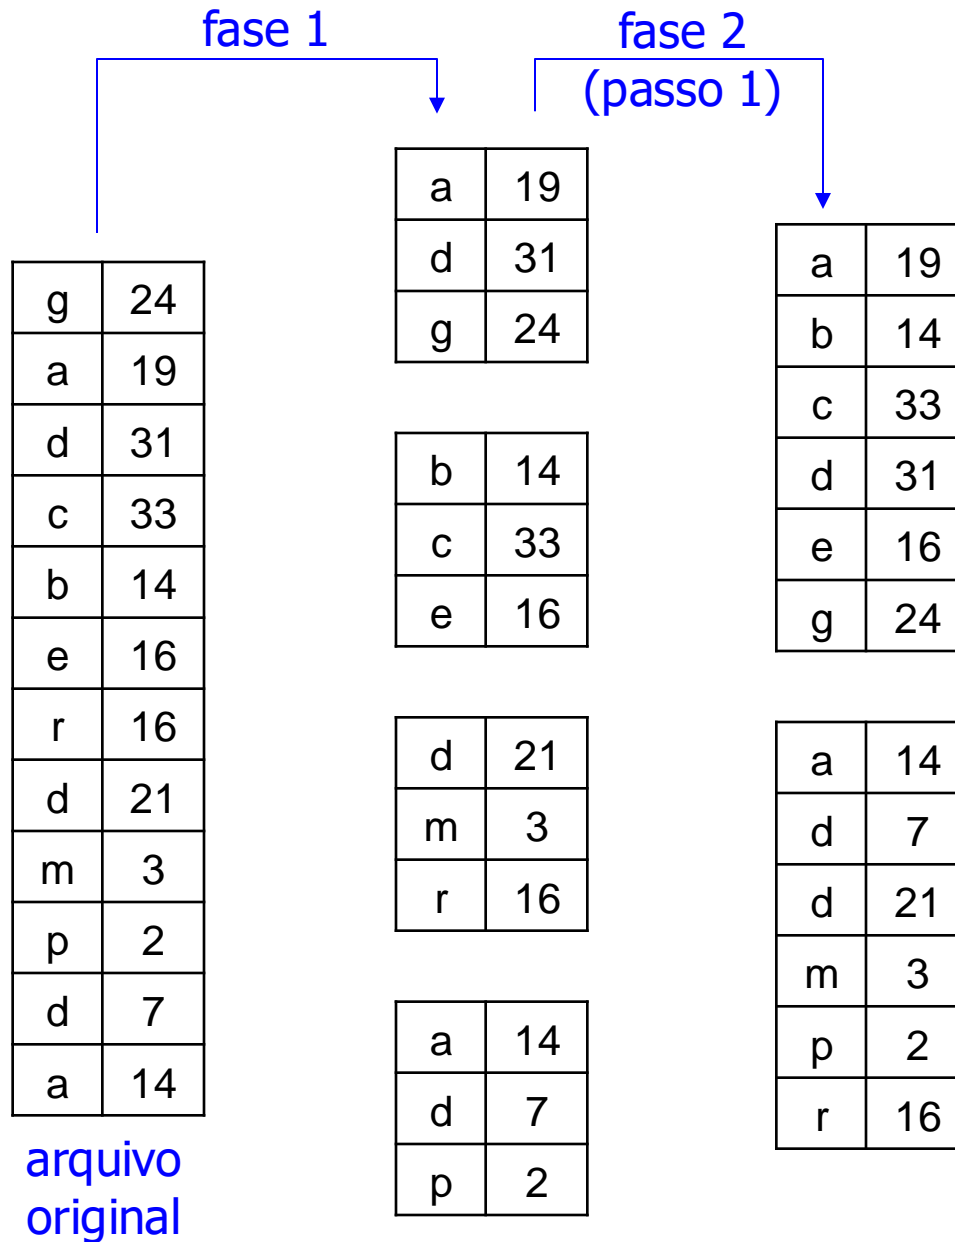 fase 1
fase 2
(passo 1)
g 24
a 19
d 31
c 33
b 14
e 16
r 16
d 21
m 3
p 2
d 7
a 14
arquivo
original
a 19
d 31
g 24
b 14
c 33
e 16
d 21
m 3
r 16
a 14
d 7
p 2
a 19
b 14
c 33
d 31
e 16
g 24
a 14
d 7
d 21
m 3
p 2
r 16